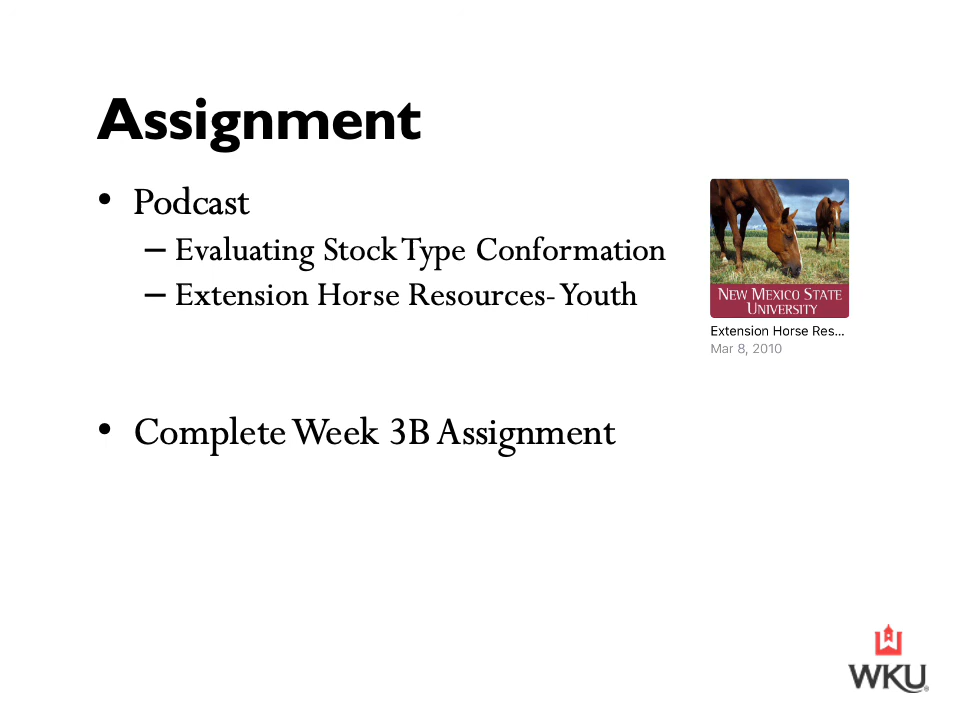 Assignment
• Podcast
– Evaluating Stock Type Conformation
– Extension Horse Resources- Youth
NEW MEXICO STATE
UNIVERSITY
Extension Horse Res...
Mar 8, 2010
• Complete Week 3B Assignment
WKU®